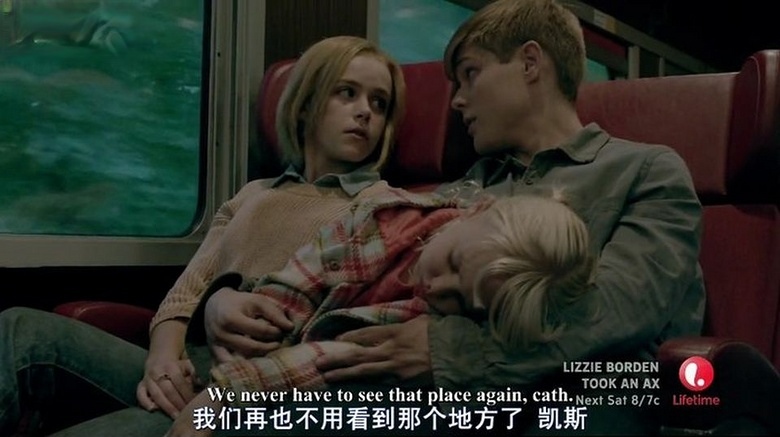 LIZZIE BORDEN
TOOK AN AX
Next Sat 8/7c
Lifetime
We never have to see that place again, cath.
我们再也不用看到那个地方了 凯斯